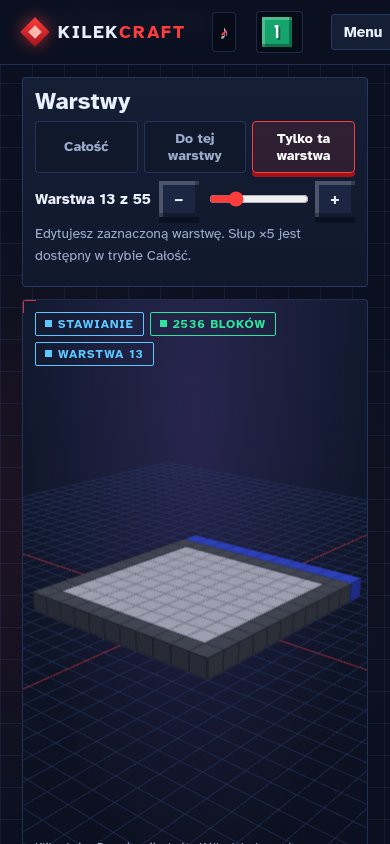 KILEKCRAFT
♪
1
Menu
Warstwy
Całość
Do tej
warstwy
Tylko ta
warstwa
Warstwa 13 z 55
−
+
Edytujesz zaznaczoną warstwę. Słup ×5 jest
dostępny w trybie Całość.
STAWIANIE
2536 BLOKÓW
WARSTWA 13